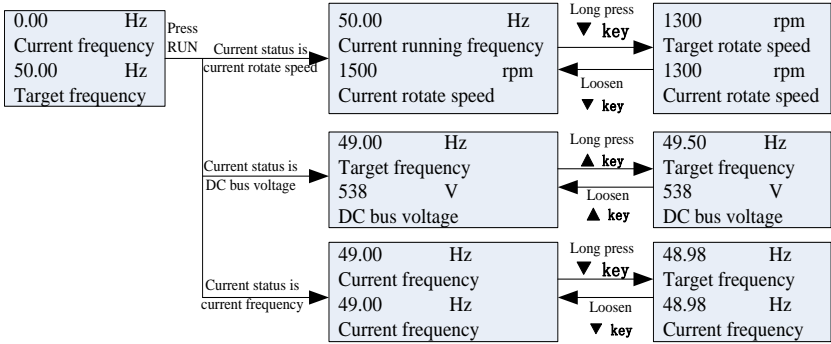 0.00 Hz
Current frequency
50.00 Hz
Target frequency
Press
RUN
Current status is
current rotate speed
50.00 Hz
Current running frequency
1500 rpm
Current rotate speed
Long press
▼ key
Loosen
▼ key
1300 rpm
Target rotate speed
1300 rpm
Current rotate speed
Current status is
DC bus voltage
49.00 Hz
Target frequency
538 V
DC bus voltage
Long press
▲ key
Loosen
▲ key
49.50 Hz
Target frequency
538 V
DC bus voltage
Current status is
current frequency
49.00 Hz
Current frequency
49.00 Hz
Current frequency
Long press
▼ key
Loosen
▼ key
48.98 Hz
Target frequency
48.98 Hz
Current frequency